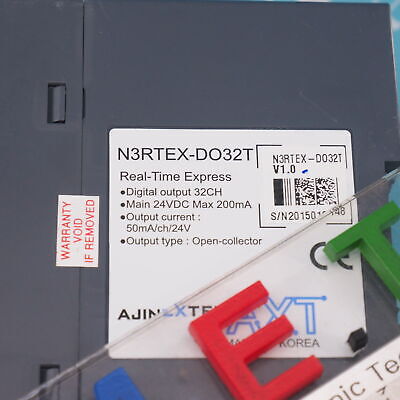 N3RTEX-DO32T
Real-Time Express
•Digital output 32CH
•Main 24VDC Max 200mA
•Output current :
50mA/ch/24V
•Output type : Open-collector
N3RTEX-DO32T
V1.0
WARRANTY
VOID
IF REMOVED
CE
AXT
KOREA
E
T